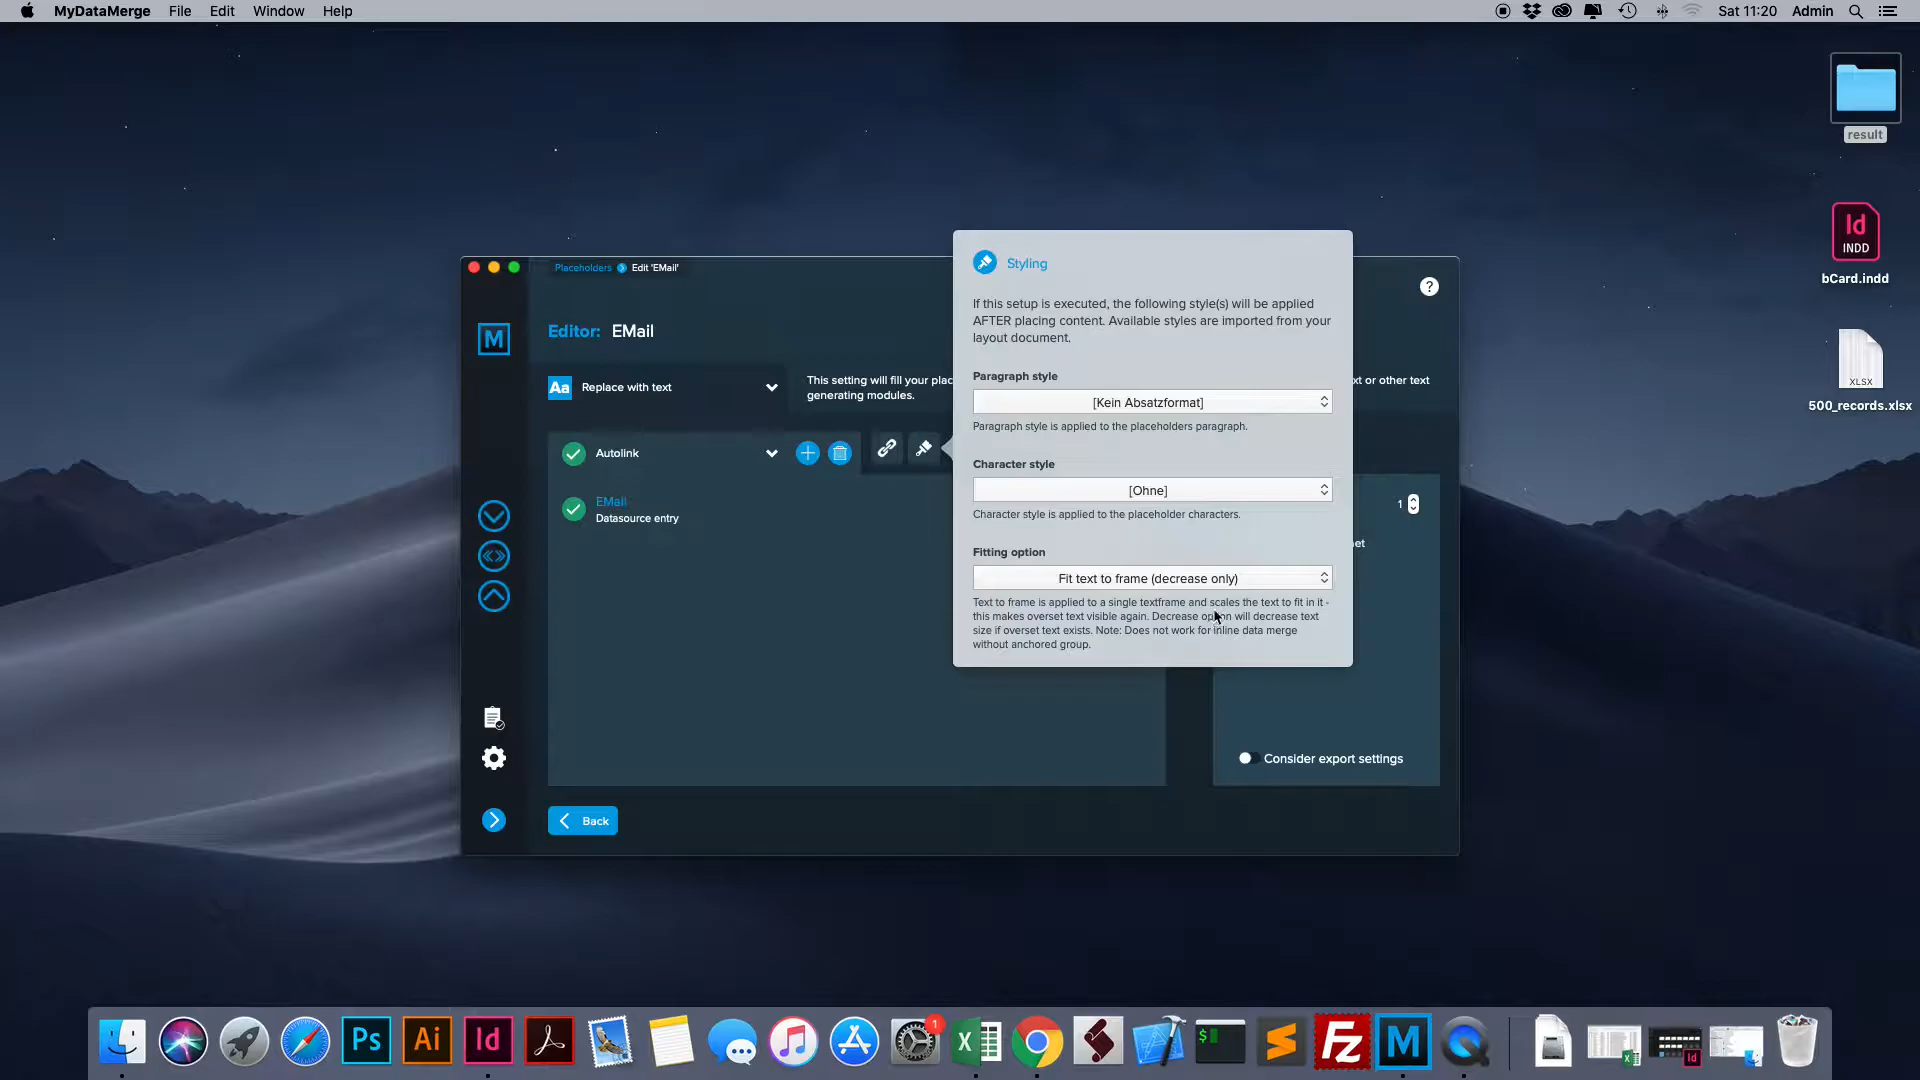 MyDataMerge File Edit Window Help
Sat 11:20 Admin
result
Id
INDD
bCard.indd
XLSX
500_records.xlsx
Placeholders Edit 'EMail'
?
M
Editor: EMail
Aa Replace with text
This setting will fill your plac
xt or other text
generating modules.
Autolink
EMail
Datasource entry
Styling
If this setup is executed, the following style(s) will be applied
AFTER placing content. Available styles are imported from your
layout document.
Paragraph style
[Kein Absatzformat]
Paragraph style is applied to the placeholders paragraph.
Character style
[Ohne]
Character style is applied to the placeholder characters.
Fitting option
Fit text to frame (decrease only)
Text to frame is applied to a single textframe and scales the text to fit in it -
this makes overset text visible again. Decrease option will decrease text
size if overset text exists. Note: Does not work for inline data merge
without anchored group.
1
et
Consider export settings
Back
Ps Ai Id 1 X $ S Fz M